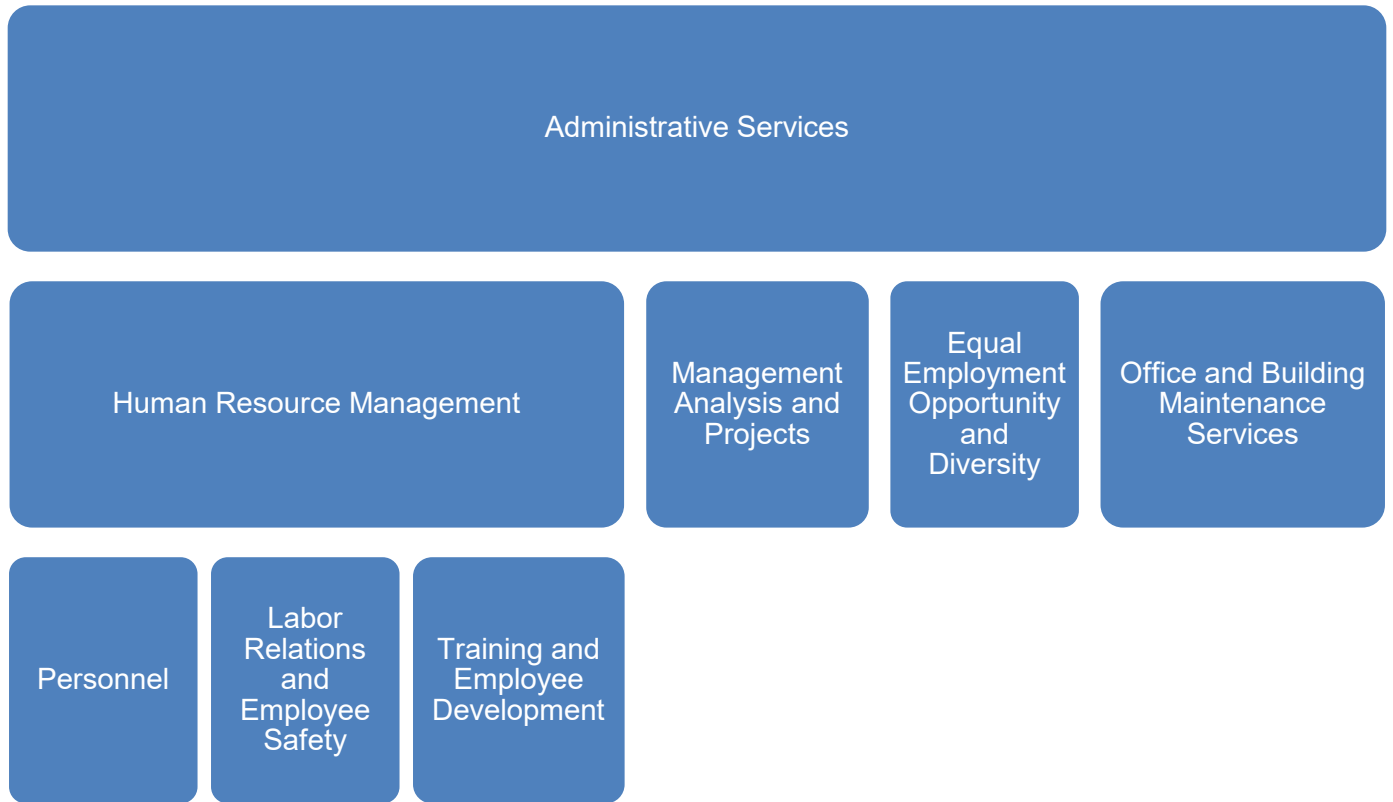 Administrative Services
Human Resource Management
Management
Analysis and
Projects
Equal
Employment
Opportunity
and
Diversity
Office and Building
Maintenance
Services
Personnel
Labor
Relations
and
Employee
Safety
Training and
Employee
Development